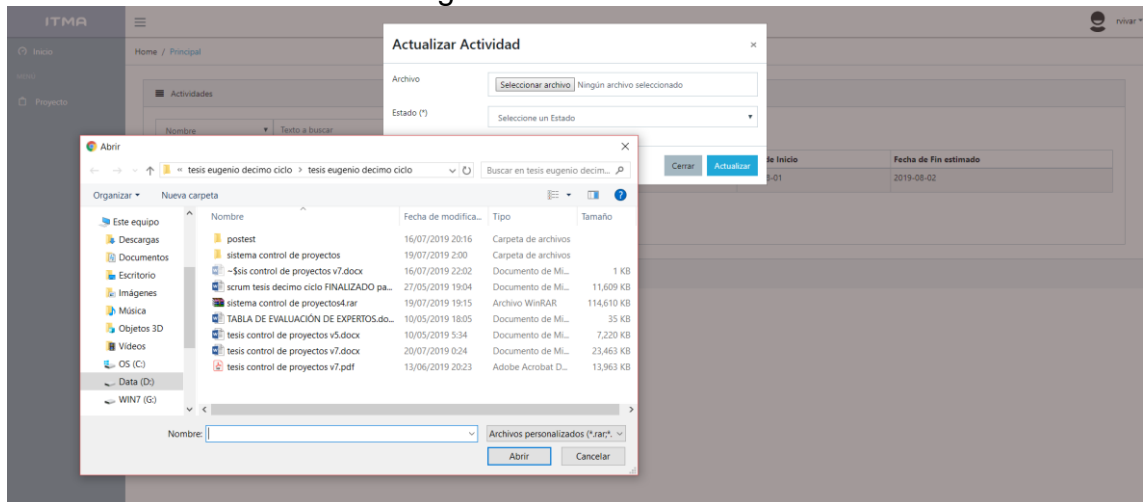 ITMA
rvivar
Inicio
Home / Principal
MENU
Proyecto
Actividades
Nombre
Texto a buscar
de Inicio
Fecha de Fin estimado
2019-08-02
Actualizar Actividad
×
Archivo
Seleccionar archivo Ningún archivo seleccionado
Estado (*)
Seleccione un Estado
Cerrar
Actualizar
Abrir
« tesis eugenio decimo ciclo > tesis eugenio decimo ciclo
Buscar en tesis eugenio decim...
Organizar
Nueva carpeta
Este equipo
Descargas
Documentos
Escritorio
Imágenes
Música
Objetos 3D
Vídeos
OS (C:)
Data (D:)
WIN7 (G:)
Nombre Fecha de modifica... Tipo Tamaño
postest 16/07/2019 20:16 Carpeta de archivos
sistema control de proyectos 19/07/2019 2:00 Carpeta de archivos
~$sis control de proyectos v7.docx 16/07/2019 22:02 Documento de Mi... 1 KB
scrum tesis decimo ciclo FINALIZADO pa... 27/05/2019 19:04 Documento de Mi... 11,609 KB
sistema control de proyectos4.rar 19/07/2019 19:15 Archivo WinRAR 114,610 KB
TABLA DE EVALUACIÓN DE EXPERTOS.do... 10/05/2019 18:05 Documento de Mi... 35 KB
tesis control de proyectos v5.docx 10/05/2019 5:34 Documento de Mi... 7,220 KB
tesis control de proyectos v7.docx 20/07/2019 0:24 Documento de Mi... 23,463 KB
tesis control de proyectos v7.pdf 13/06/2019 20:23 Adobe Acrobat D... 13,963 KB
Nombre:
Archivos personalizados (*.rar;*.
Abrir
Cancelar